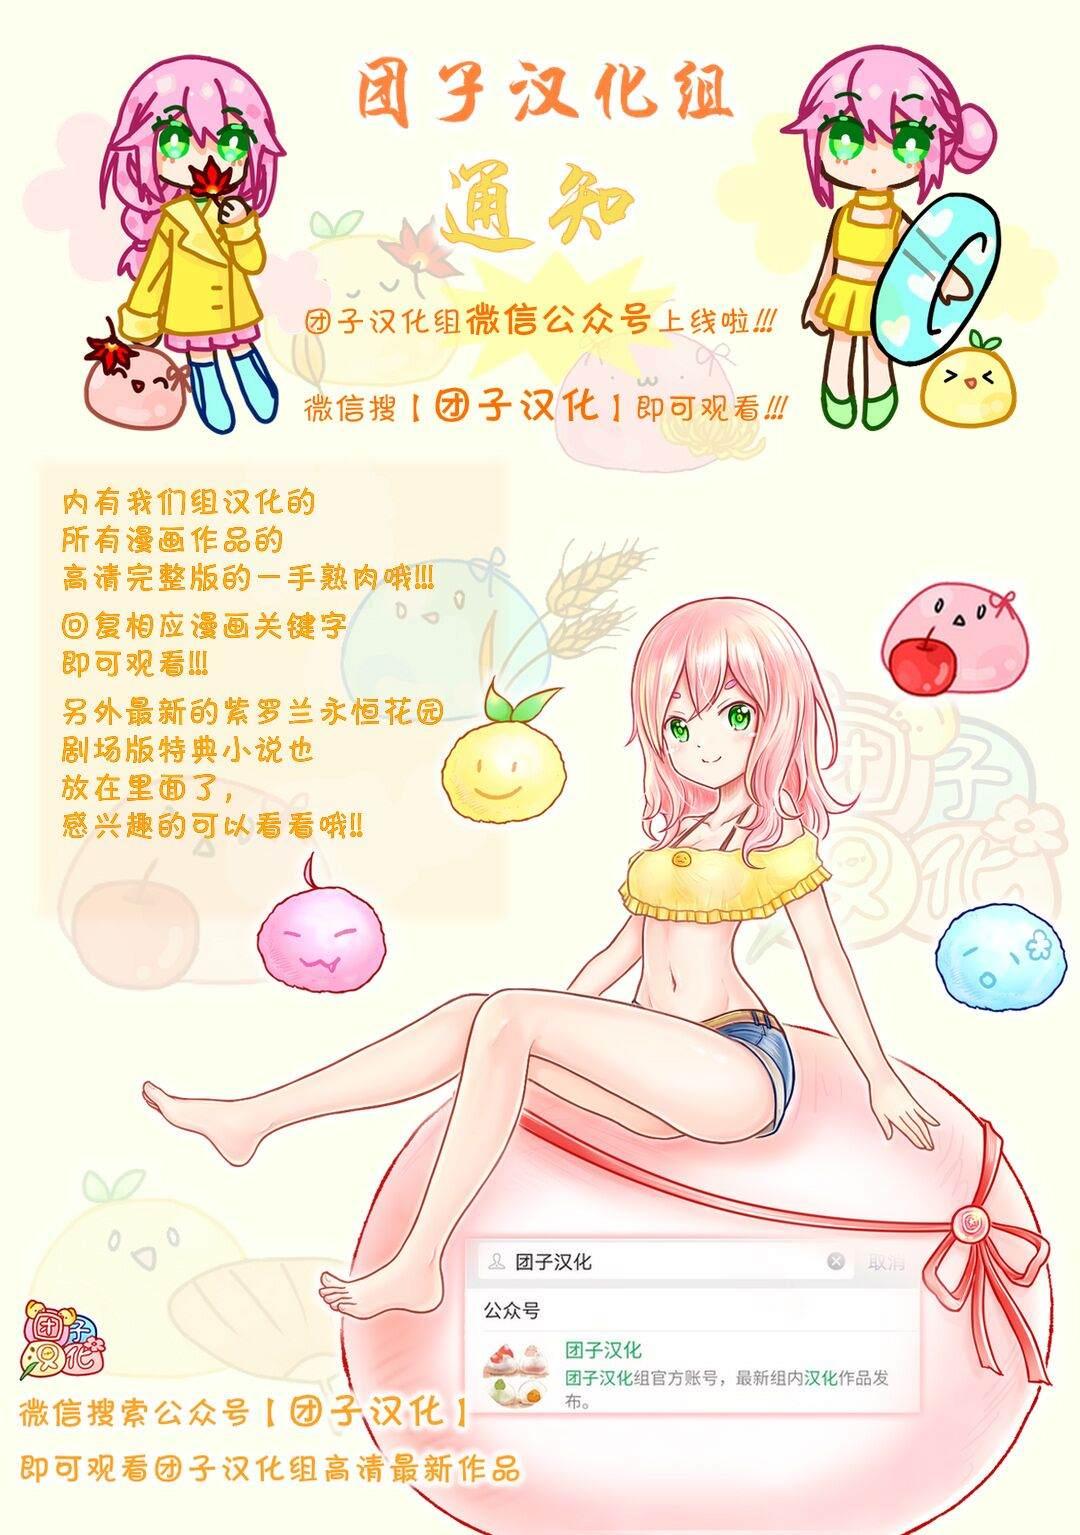 团子汉化组
通知
团子汉化组微信公众号上线啦!!!
微信搜【团子汉化】即可观看!!!
内有我们组汉化的
所有漫画作品的
高清完整版的一手熟肉哦!!!
回复相应漫画关键字
即可观看!!!
另外最新的紫罗兰永恒花园
剧场版特典小说也
放在里面了，
感兴趣的可以看看哦!!
团子
汉化
团子汉化
取消
公众号
团子汉化
团子汉化组官方账号，最新组内汉化作品发
布。
团子
汉化
微信搜索公众号【团子汉化】
即可观看团子汉化组高清最新作品